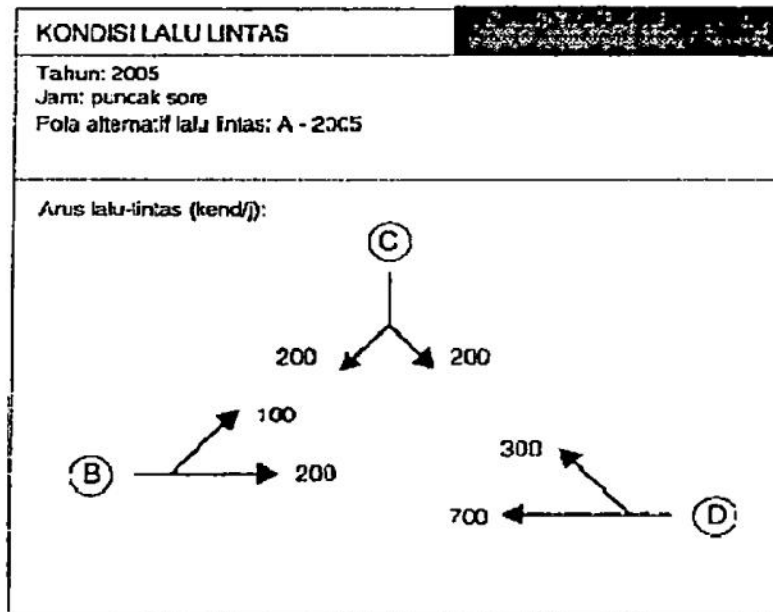 KONDISI LALU LINTAS
Tahun: 2005
Jam: puncak sore
Pola alternatif lalu lintas: A - 2005
Arus lalu-lintas (kend/j):
C
200 200
100
B 200
300
700 D